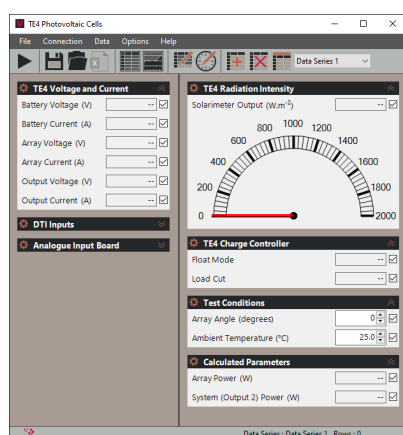 TE4 Photovoltaic Cells
File Connection Data Options Help
Data Series 1
TE4 Voltage and Current
Battery Voltage (V) --
Battery Current (A) --
Array Voltage (V) --
Array Current (A) --
Output Voltage (V) --
Output Current (A) --
DTI Inputs
Analogue Input Board
TE4 Radiation Intensity
Solarimeter Output (W.m⁻²) --
0 200 400 600 800 1000 1200 1400 1600 1800 2000
TE4 Charge Controller
Float Mode --
Load Cut --
Test Conditions
Array Angle (degrees) 0
Ambient Temperature (°C) 25.0
Calculated Parameters
Array Power (W) --
System (Output 2) Power (W) --
Data Series : Data Series 1 Rows : 0